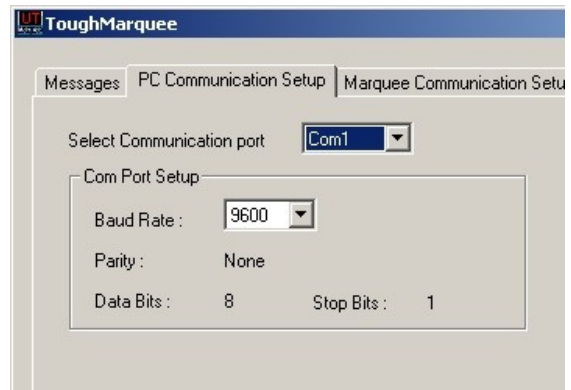 UT
ToughMarquee
Messages PC Communication Setup Marquee Communication Setu
Select Communication port Com1
Com Port Setup
Baud Rate : 9600
Parity : None
Data Bits : 8 Stop Bits : 1